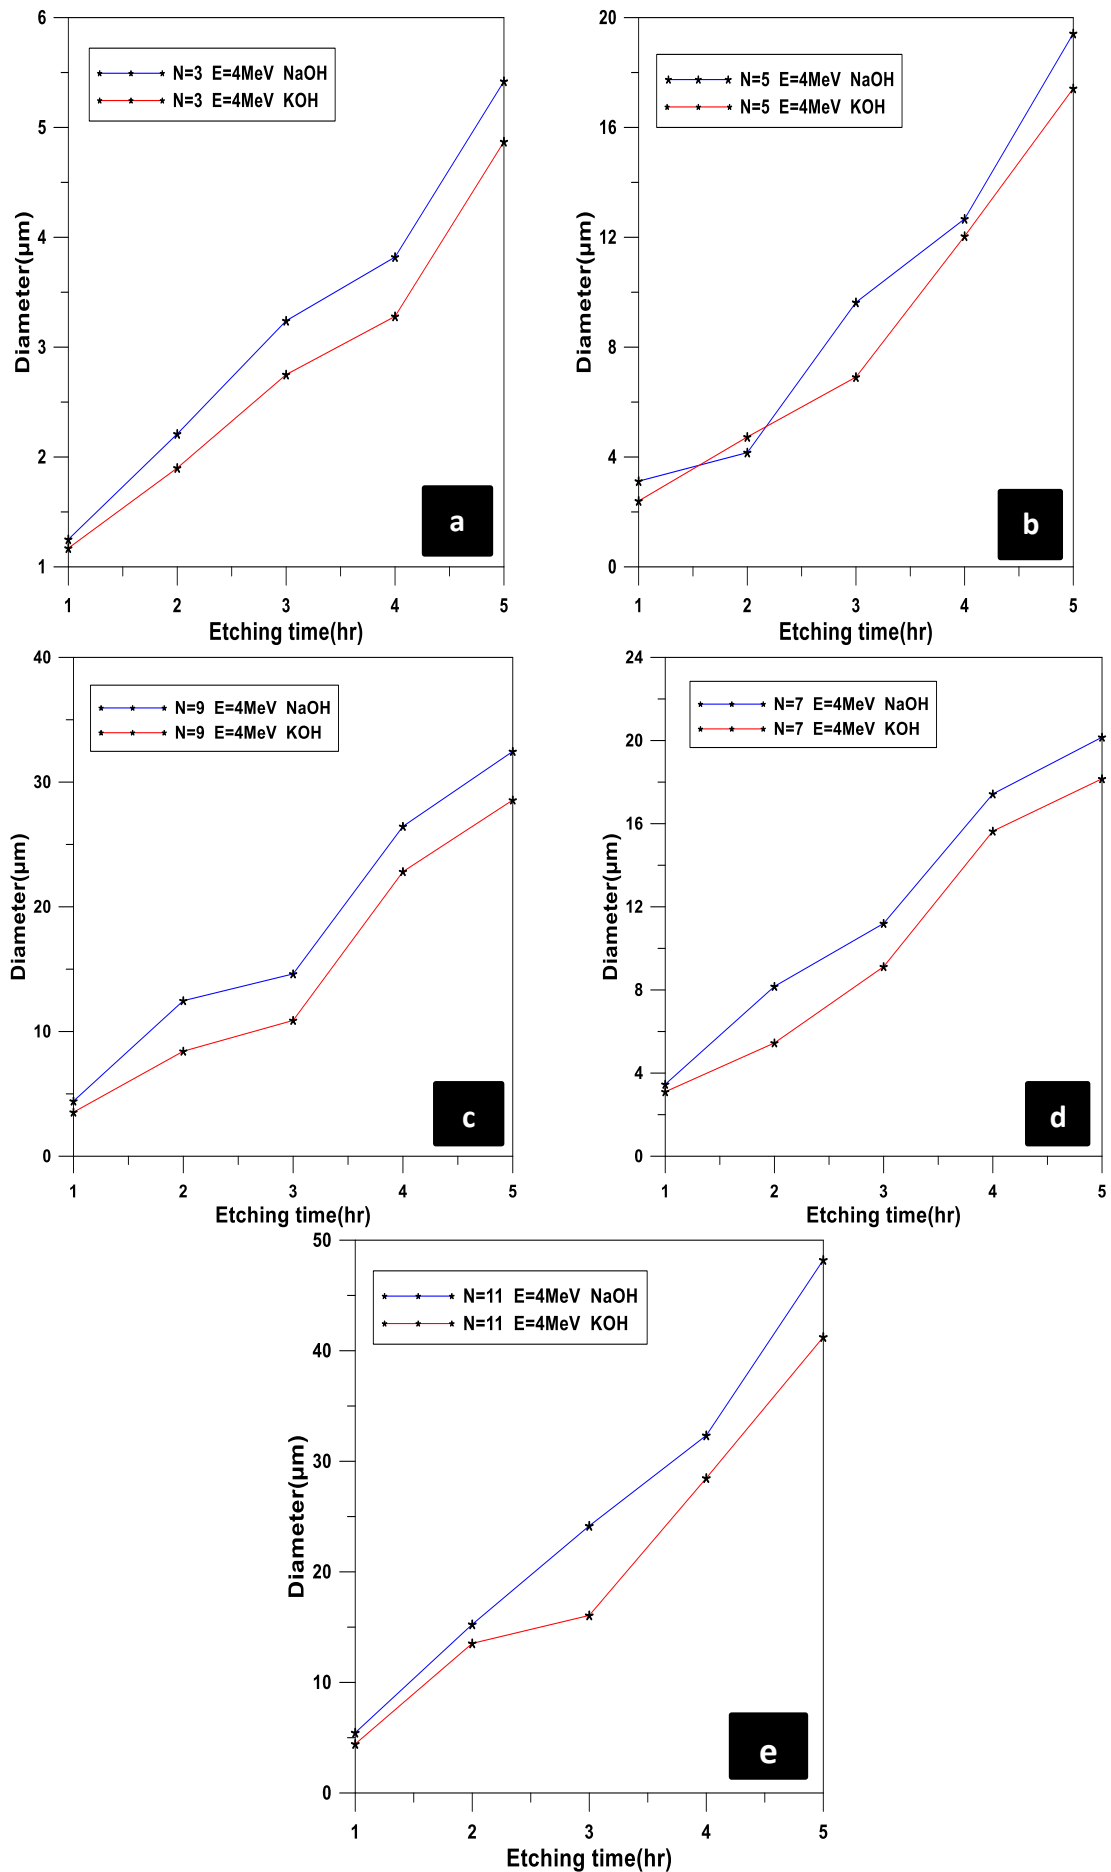 6
5
4
3
2
1
Diameter(µm)
N=3 E=4MeV NaOH
N=3 E=4MeV KOH
a
1 2 3 4 5
Etching time(hr)
20
16
12
8
4
0
Diameter(µm)
N=5 E=4MeV NaOH
N=5 E=4MeV KOH
b
1 2 3 4 5
Etching time(hr)
40
30
20
10
0
Diameter(µm)
N=9 E=4MeV NaOH
N=9 E=4MeV KOH
c
1 2 3 4 5
Etching time(hr)
24
20
16
12
8
4
0
Diameter(µm)
N=7 E=4MeV NaOH
N=7 E=4MeV KOH
d
1 2 3 4 5
Etching time(hr)
50
40
30
20
10
0
Diameter(µm)
N=11 E=4MeV NaOH
N=11 E=4MeV KOH
e
1 2 3 4 5
Etching time(hr)